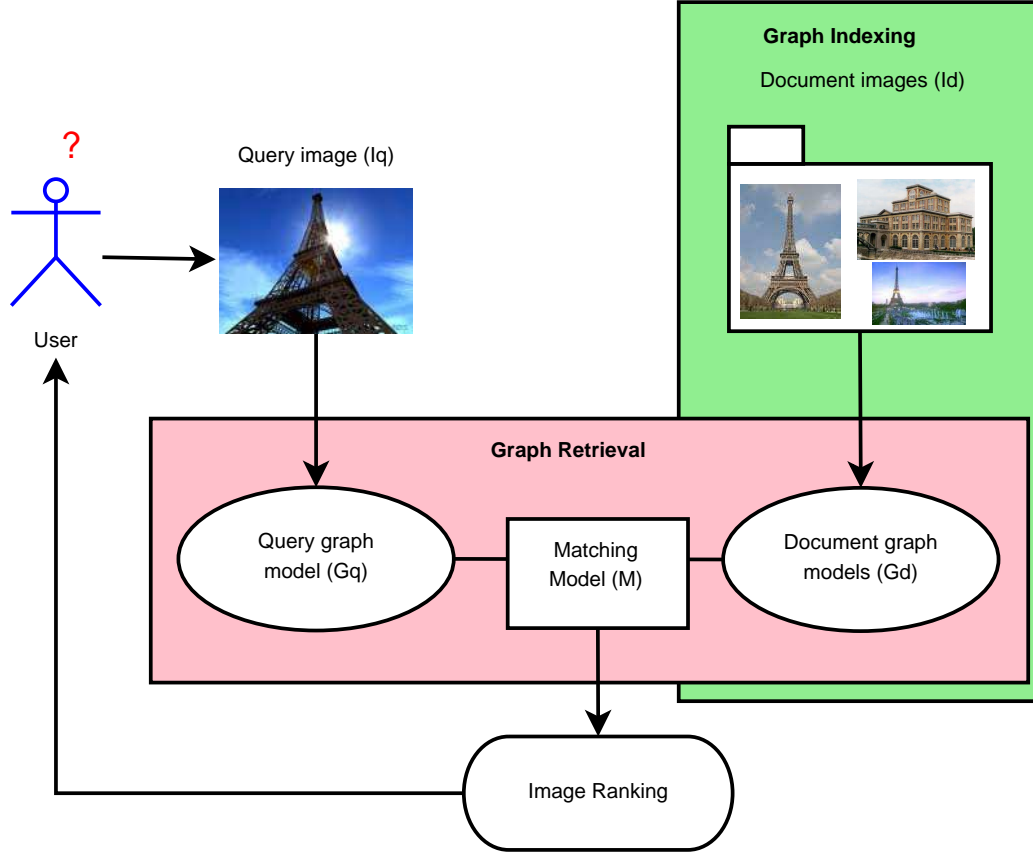 Graph Indexing
Document images (Id)
?
Query image (Iq)
User
Graph Retrieval
Query graph
model (Gq)
Matching
Model (M)
Document graph
models (Gd)
Image Ranking